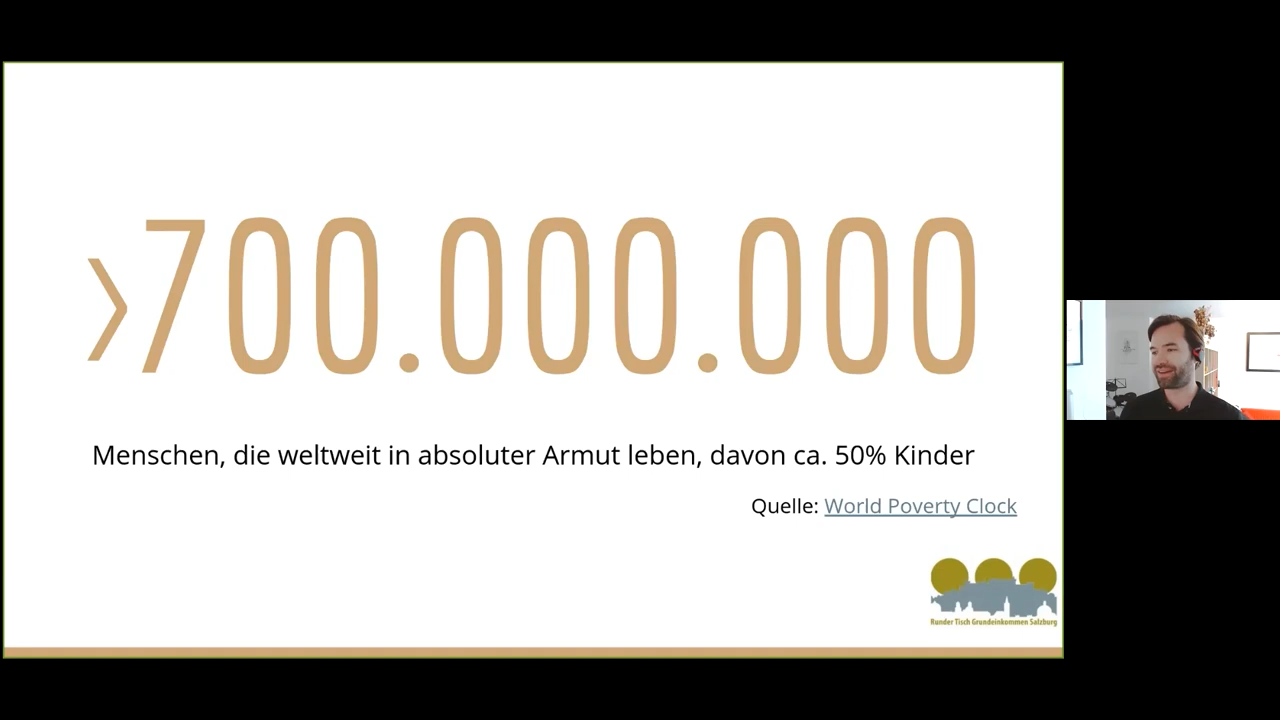 >700.000.000
Menschen, die weltweit in absoluter Armut leben, davon ca. 50% Kinder
Quelle: World Poverty Clock
Runder Tisch Grundeinkommen Salzburg